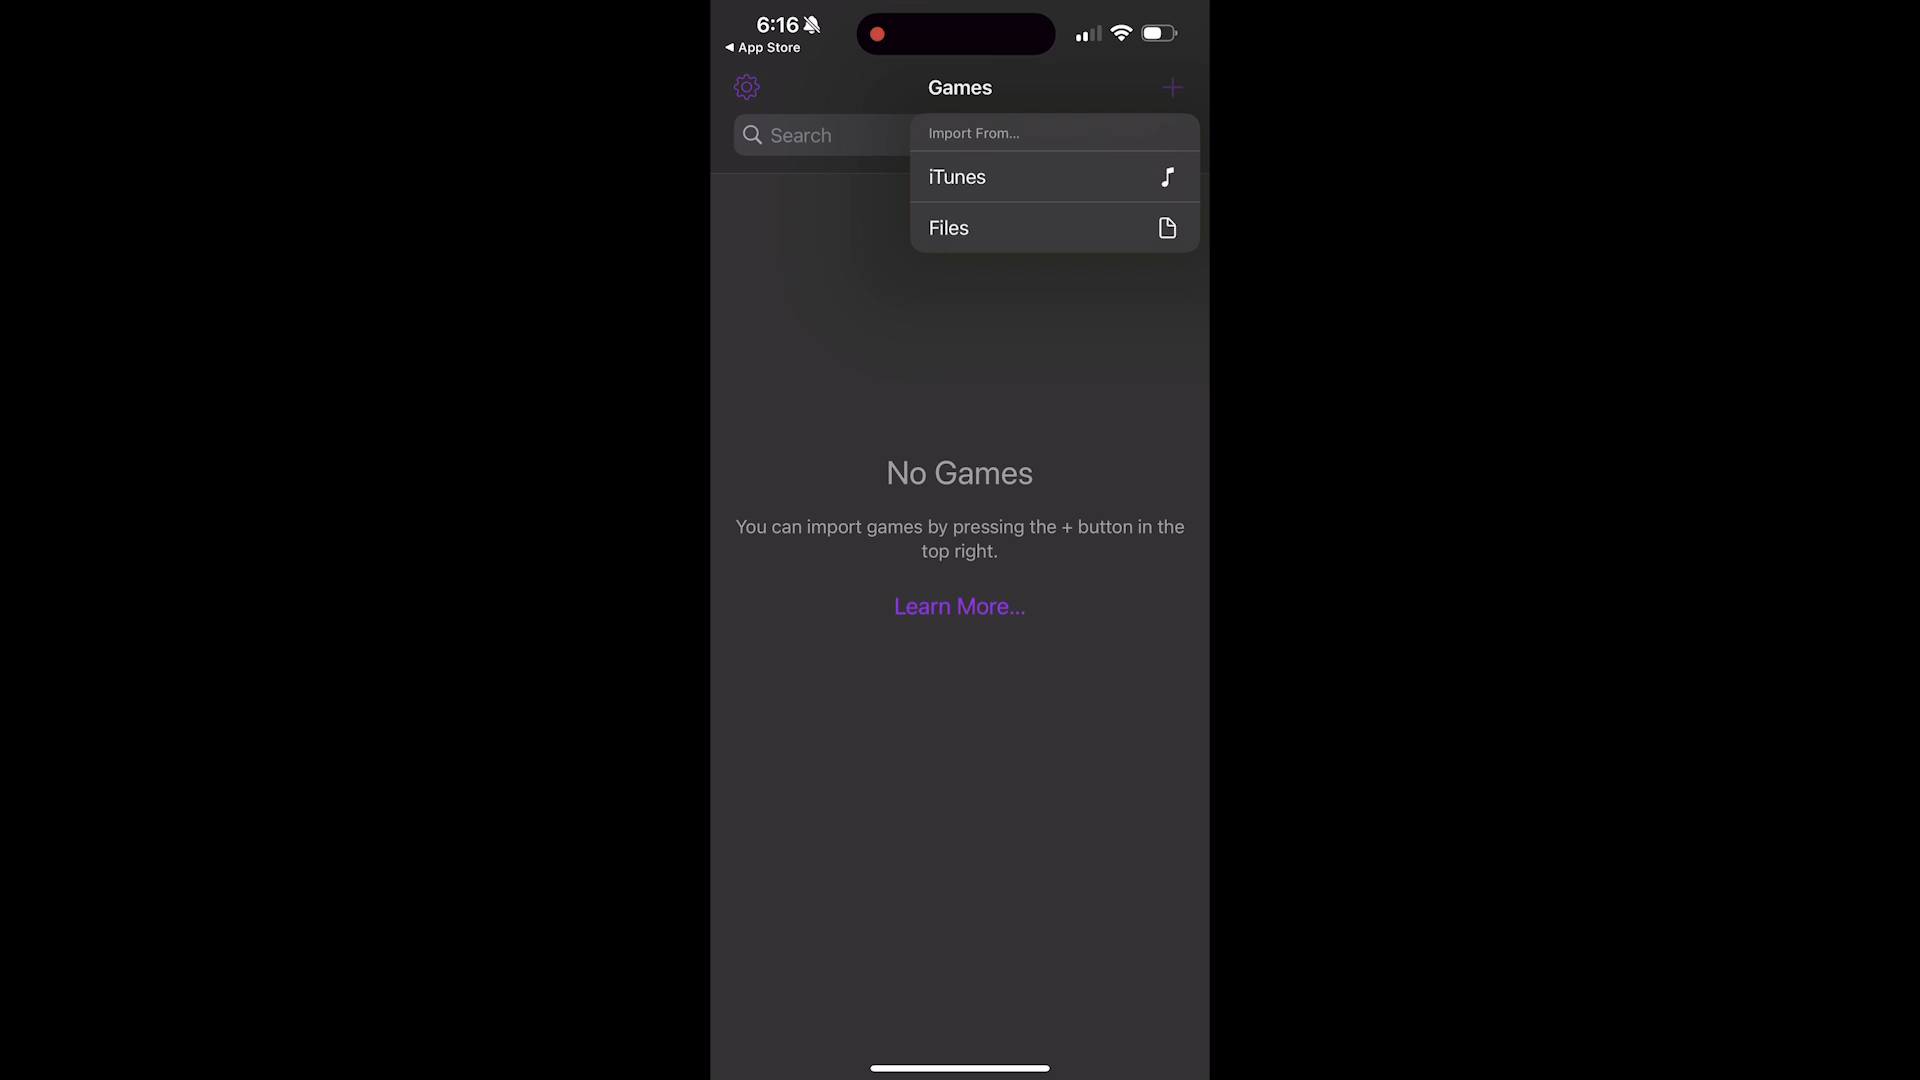 6:16
◀ App Store
Games
Search
Import From...
iTunes
Files
No Games
You can import games by pressing the + button in the
top right.
Learn More...